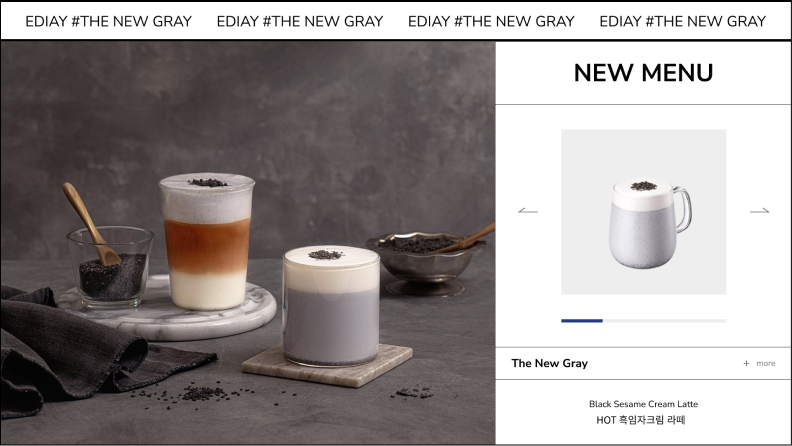 EDIAY #THE NEW GRAY EDIAY #THE NEW GRAY EDIAY #THE NEW GRAY EDIAY #THE NEW GRAY
NEW MENU
The New Gray
+ more
Black Sesame Cream Latte
HOT 흑임자크림 라떼